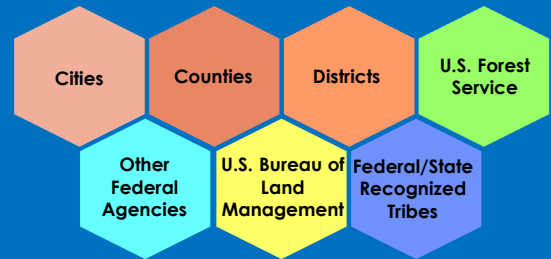 Cities
Counties
Districts
U.S. Forest
Service
Other
Federal
Agencies
U.S. Bureau of
Land
Management
Federal/State
Recognized
Tribes